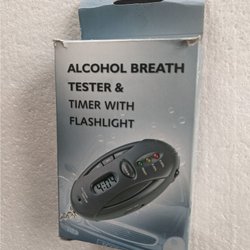 ALCOHOL BREATH
TESTER &
TIMER WITH
FLASHLIGHT